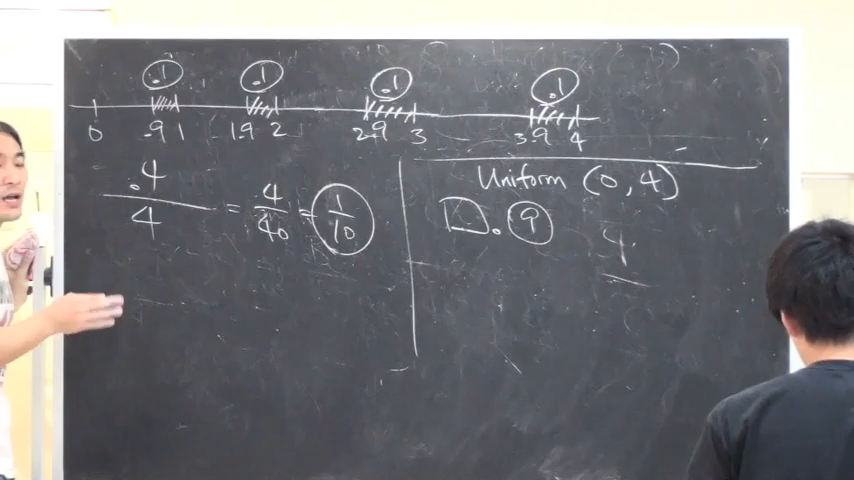 .1 .1 .1 .1
0 .9 1 1.9 2 2.9 3 3.9 4
.4/4 = 4/40 = 1/10
Uniform (0,4)
.9